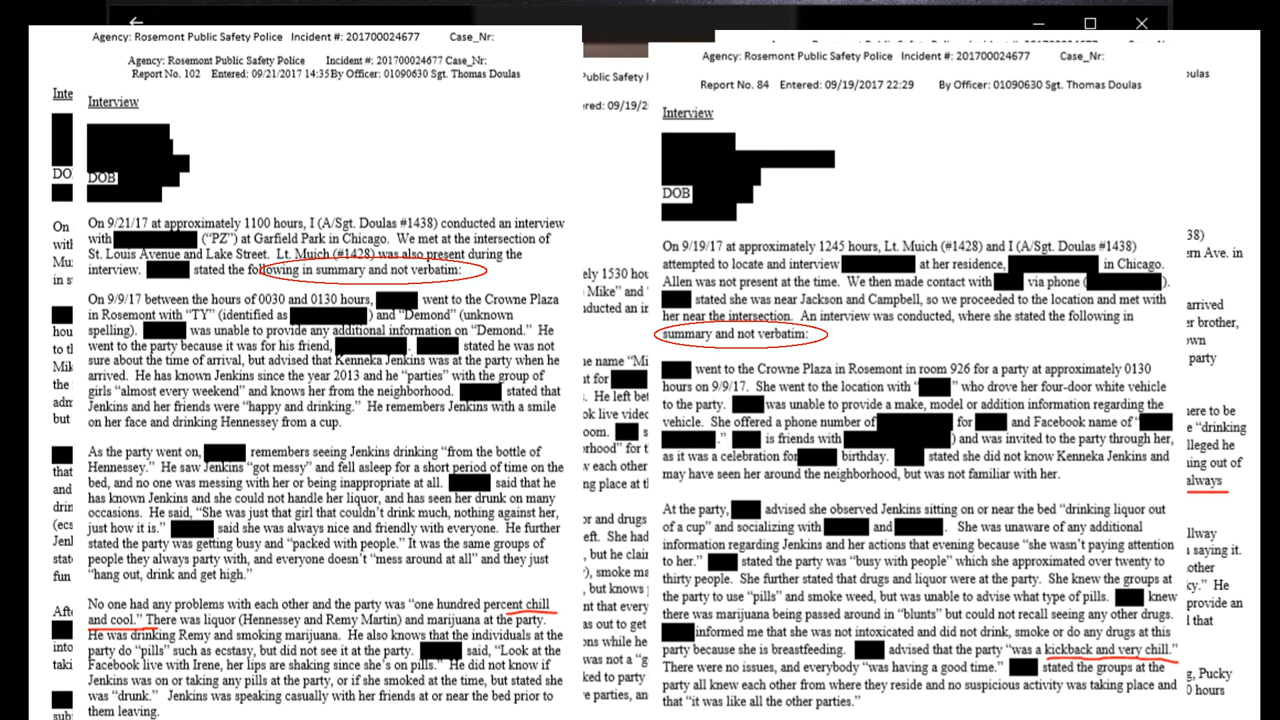 Agency: Rosemont Public Safety Police Incident #: 201700024677 Case_Nr:
Agency: Rosemont Public Safety Police Incident #: 201700024677 Case_Nr:
Report No. 102 Entered: 09/21/2017 14:35By Officer: 01090630 Sgt. Thomas Doulas
Interview
DOB
On 9/21/17 at approximately 1100 hours, I (A/Sgt. Doulas #1438) conducted an interview
with ("PZ") at Garfield Park in Chicago. We met at the intersection of
St. Louis Avenue and Lake Street. Lt. Muich (#1428) was also present during the
interview. stated the following in summary and not verbatim:
On 9/9/17 between the hours of 0030 and 0130 hours, went to the Crowne Plaza
in Rosemont with "TY" (identified as ) and "Demond" (unknown
spelling). was unable to provide any additional information on "Demond." He
went to the party because it was for his friend, . stated he was not
sure about the time of arrival, but advised that Kenneka Jenkins was at the party when he
arrived. He has known Jenkins since the year 2013 and he "parties" with the group of
girls "almost every weekend" and knows her from the neighborhood. stated that
Jenkins and her friends were "happy and drinking." He remembers Jenkins with a smile
on her face and drinking Hennessey from a cup.
As the party went on, remembers seeing Jenkins drinking "from the bottle of
Hennessey." He saw Jenkins "got messy" and fell asleep for a short period of time on the
bed, and no one was messing with her or being inappropriate at all. said that he
has known Jenkins and she could not handle her liquor, and has seen her drunk on many
occasions. He said, "She was just that girl that couldn't drink much, nothing against her,
just how it is." said she was always nice and friendly with everyone. He further
stated the party was getting busy and "packed with people." It was the same groups of
people they always party with, and everyone doesn't "mess around at all" and they just
"hang out, drink and get high."
No one had any problems with each other and the party was "one hundred percent chill
and cool." There was liquor (Hennessey and Remy Martin) and marijuana at the party.
He was drinking Remy and smoking marijuana. He also knows that the individuals at the
party do "pills" such as ecstasy, but did not see it at the party. said, "Look at the
Facebook live with Irene, her lips are shaking since she's on pills." He did not know if
Jenkins was on or taking any pills at the party, or if she smoked at the time, but stated she
was "drunk." Jenkins was speaking casually with her friends at or near the bed prior to
them leaving.
Agency: Rosemont Public Safety Police Incident #: 201700024677 Case_Nr:
Report No. 84 Entered: 09/19/2017 22:29 By Officer: 01090630 Sgt. Thomas Doulas
Interview
DOB
On 9/19/17 at approximately 1245 hours, Lt. Muich (#1428) and I (A/Sgt. Doulas #1438)
attempted to locate and interview at her residence, in Chicago.
Allen was not present at the time. We then made contact with via phone ( ).
stated she was near Jackson and Campbell, so we proceeded to the location and met with
her near the intersection. An interview was conducted, where she stated the following in
summary and not verbatim:
went to the Crowne Plaza in Rosemont in room 926 for a party at approximately 0130
hours on 9/9/17. She went to the location with " " who drove her four-door white vehicle
to the party. was unable to provide a make, model or addition information regarding the
vehicle. She offered a phone number of for and Facebook name of "
." is friends with ) and was invited to the party through her,
as it was a celebration for birthday. stated she did not know Kenneka Jenkins and
may have seen her around the neighborhood, but was not familiar with her.
At the party, advised she observed Jenkins sitting on or near the bed "drinking liquor out
of a cup" and socializing with and . She was unaware of any additional
information regarding Jenkins and her actions that evening because "she wasn't paying attention
to her." stated the party was "busy with people" which she approximated over twenty to
thirty people. She further stated that drugs and liquor were at the party. She knew the groups at
the party to use "pills" and smoke weed, but was unable to advise what type of pills. knew
there was marijuana being passed around in "blunts" but could not recall seeing any other drugs.
informed me that she was not intoxicated and did not drink, smoke or do any drugs at this
party because she is breastfeeding. advised that the party "was a kickback and very chill."
There were no issues, and everybody "was having a good time." stated the groups at the
party all knew each other from where they reside and no suspicious activity was taking place and
that "it was like all the other parties."